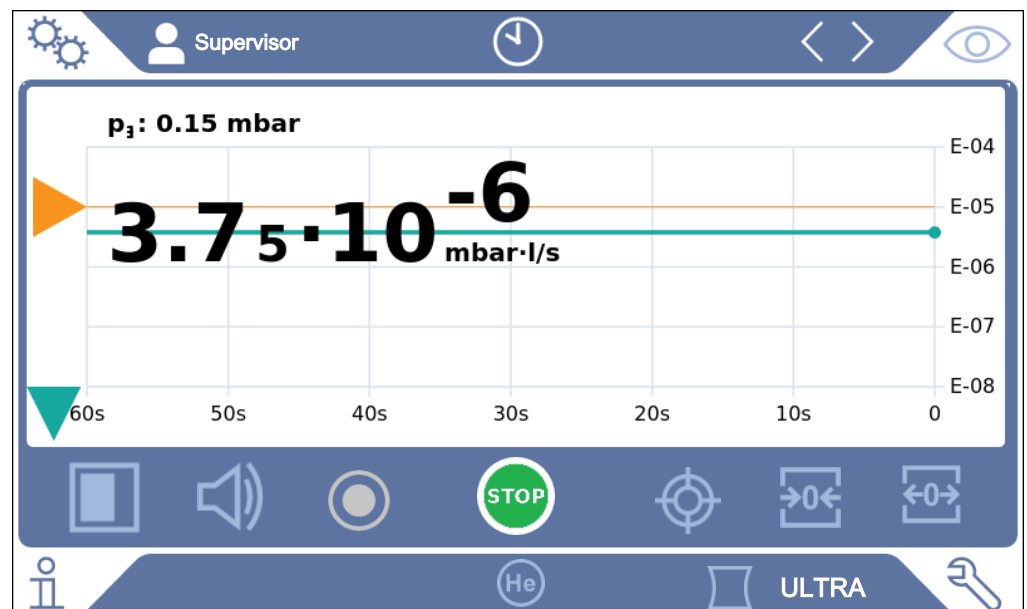 Supervisor
p₃: 0.15 mbar
3.7₅·10⁻⁶ mbar·l/s
E-04
E-05
E-06
E-07
E-08
60s 50s 40s 30s 20s 10s 0
STOP
→0← ←0→
He ULTRA